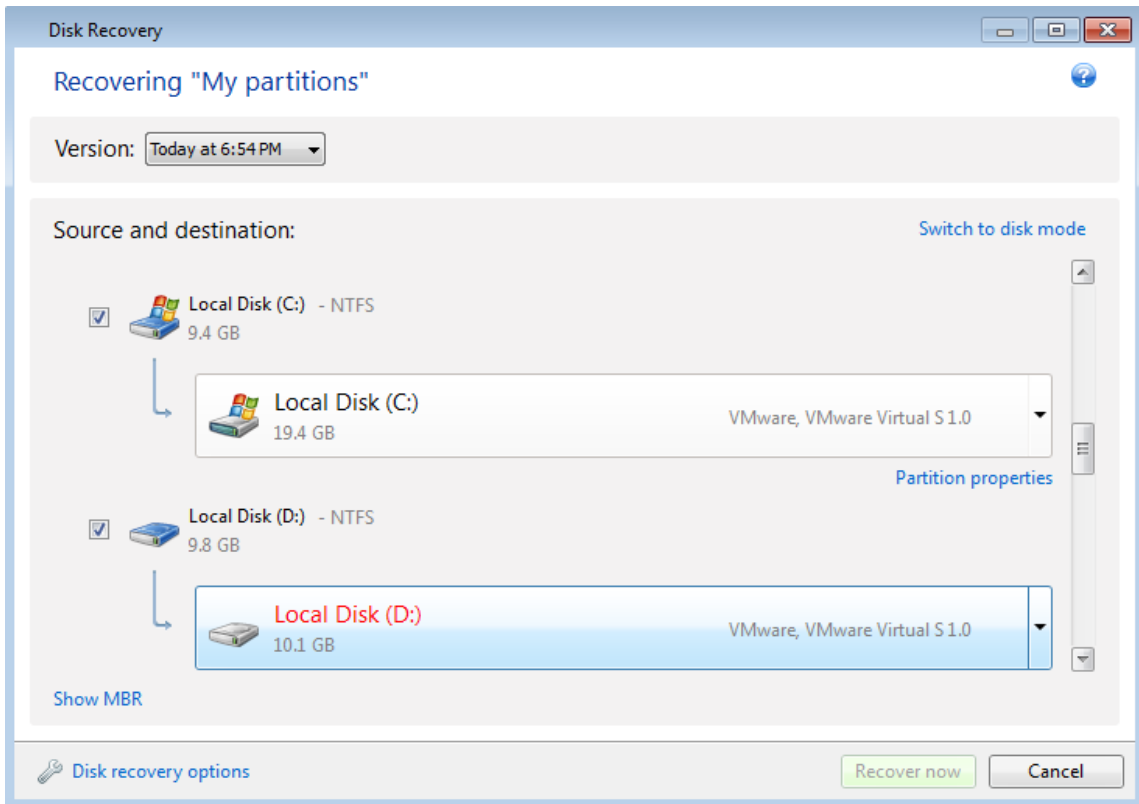 Disk Recovery
Recovering "My partitions"
Version: Today at 6:54 PM
Source and destination:
Switch to disk mode
Local Disk (C:) - NTFS
9.4 GB
Local Disk (C:)
19.4 GB
VMware, VMware Virtual S 1.0
Partition properties
Local Disk (D:) - NTFS
9.8 GB
Local Disk (D:)
10.1 GB
VMware, VMware Virtual S 1.0
Show MBR
Disk recovery options
Recover now
Cancel